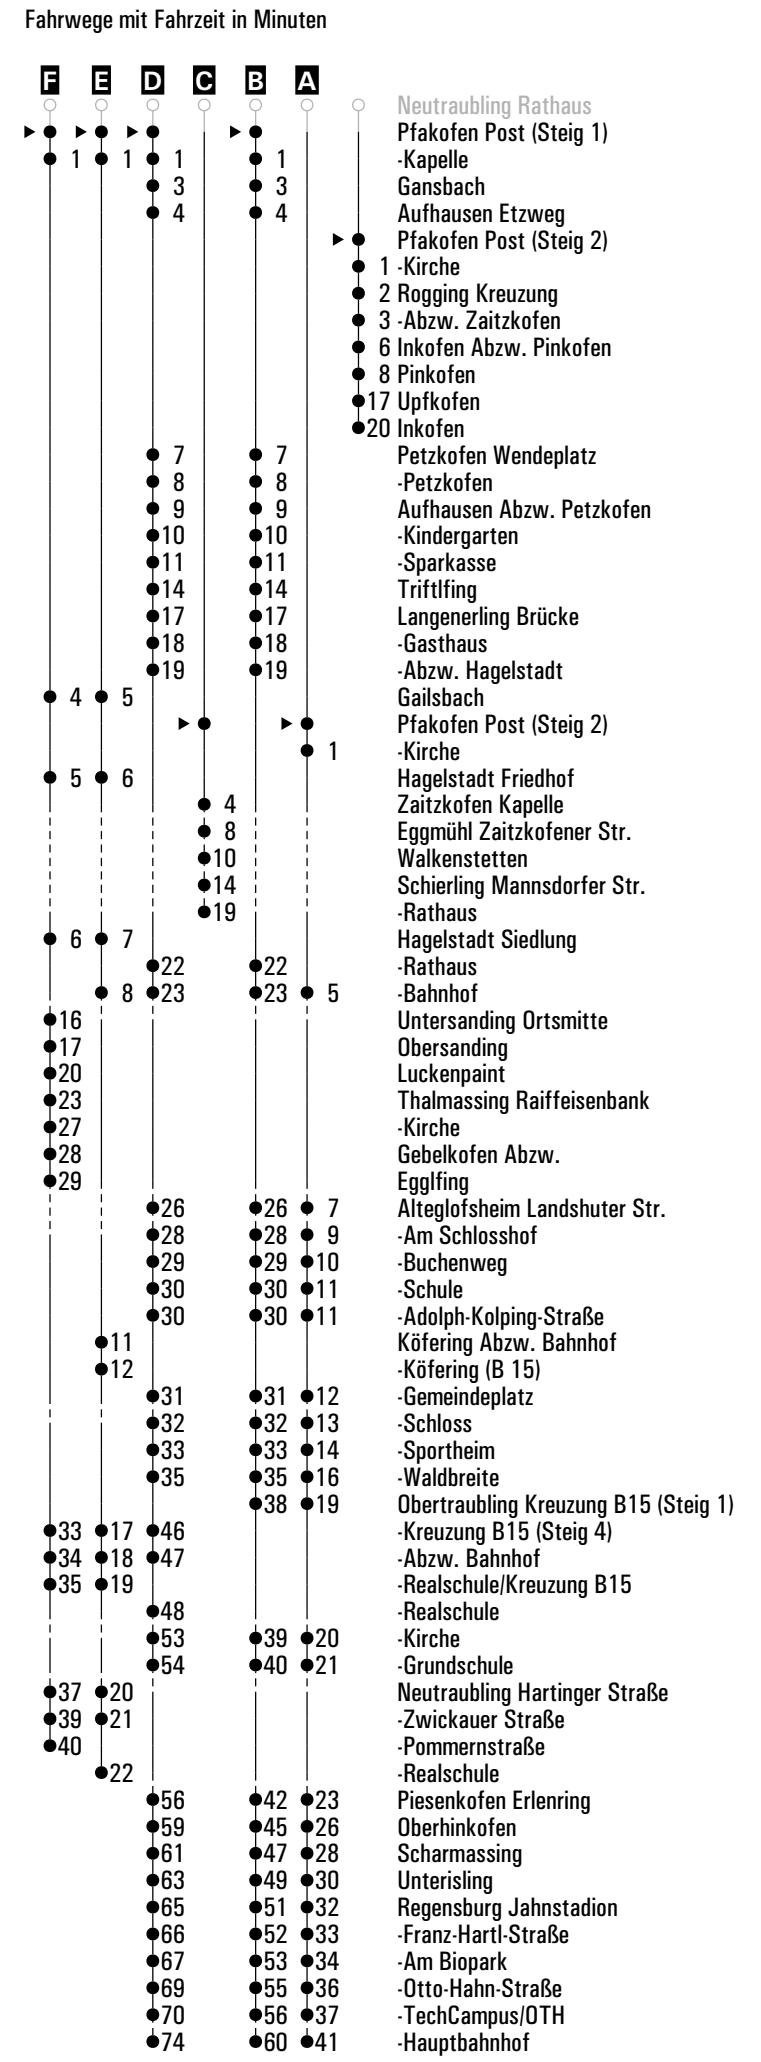 Fahrwege mit Fahrzeit in Minuten
F E D C B A
Neutraubling Rathaus
Pfakofen Post (Steig 1)
1 1 1 1 -Kapelle
3 3 Gansbach
4 4 Aufhausen Etzweg
Pfakofen Post (Steig 2)
1 -Kirche
2 Rogging Kreuzung
3 -Abzw. Zaitzkofen
6 Inkofen Abzw. Pinkofen
8 Pinkofen
17 Upfkofen
20 Inkofen
7 7 Petzkofen Wendeplatz
8 8 -Petzkofen
9 9 Aufhausen Abzw. Petzkofen
10 10 -Kindergarten
11 11 -Sparkasse
14 14 Triftlfing
17 17 Langenerling Brücke
18 18 -Gasthaus
19 19 -Abzw. Hagelstadt
4 5 Gailsbach
Pfakofen Post (Steig 2)
1 -Kirche
5 6 Hagelstadt Friedhof
4 Zaitzkofen Kapelle
8 Eggmühl Zaitzkofener Str.
10 Walkenstetten
14 Schierling Mannsdorfer Str.
19 -Rathaus
6 7 Hagelstadt Siedlung
22 22 -Rathaus
8 23 23 5 -Bahnhof
16 Untersanding Ortsmitte
17 Obersanding
20 Luckenpaint
23 Thalmassing Raiffeisenbank
27 -Kirche
28 Gebelkofen Abzw.
29 Egglfing
26 26 7 Alteglofsheim Landshuter Str.
28 28 9 -Am Schlosshof
29 29 10 -Buchenweg
30 30 11 -Schule
30 30 11 -Adolph-Kolping-Straße
11 Köfering Abzw. Bahnhof
12 -Köfering (B 15)
31 31 12 -Gemeindeplatz
32 32 13 -Schloss
33 33 14 -Sportheim
35 35 16 -Waldbreite
38 19 Obertraubling Kreuzung B15 (Steig 1)
33 17 46 -Kreuzung B15 (Steig 4)
34 18 47 -Abzw. Bahnhof
35 19 -Realschule/Kreuzung B15
48 -Realschule
53 39 20 -Kirche
54 40 21 -Grundschule
37 20 Neutraubling Hartinger Straße
39 21 -Zwickauer Straße
40 -Pommernstraße
22 -Realschule
56 42 23 Piesenkofen Erlenring
59 45 26 Oberhinkofen
61 47 28 Scharmassing
63 49 30 Unterisling
65 51 32 Regensburg Jahnstadion
66 52 33 -Franz-Hartl-Straße
67 53 34 -Am Biopark
69 55 36 -Otto-Hahn-Straße
70 56 37 -TechCampus/OTH
74 60 41 -Hauptbahnhof